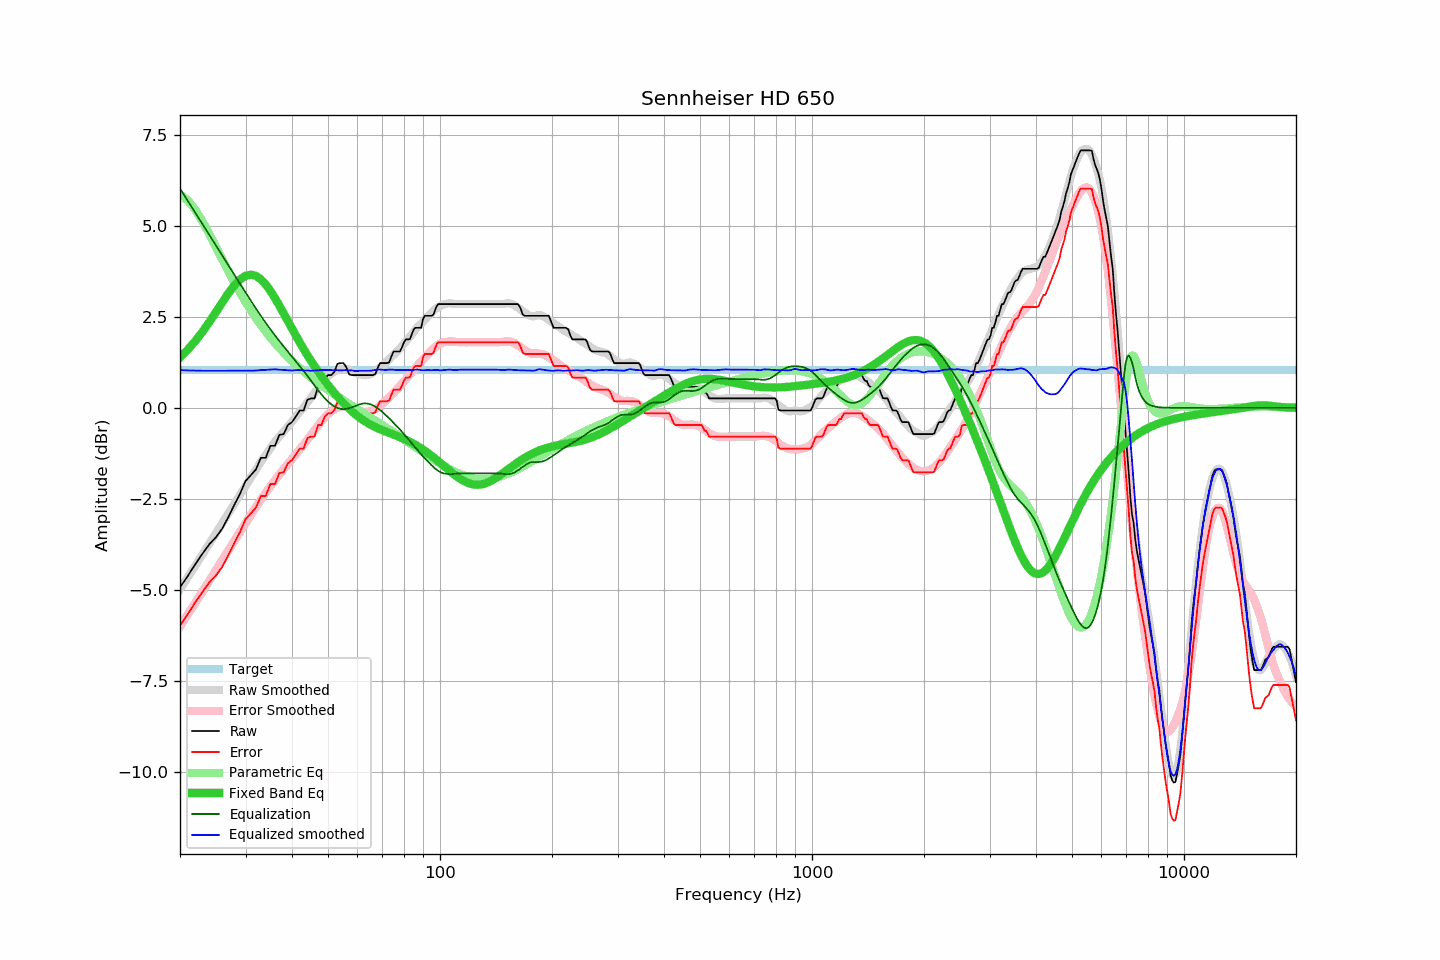 Sennheiser HD 650
7.5
5.0
2.5
0.0
−2.5
−5.0
−7.5
−10.0
Amplitude (dBr)
Target
Raw Smoothed
Error Smoothed
Raw
Error
Parametric Eq
Fixed Band Eq
Equalization
Equalized smoothed
100
1000
10000
Frequency (Hz)